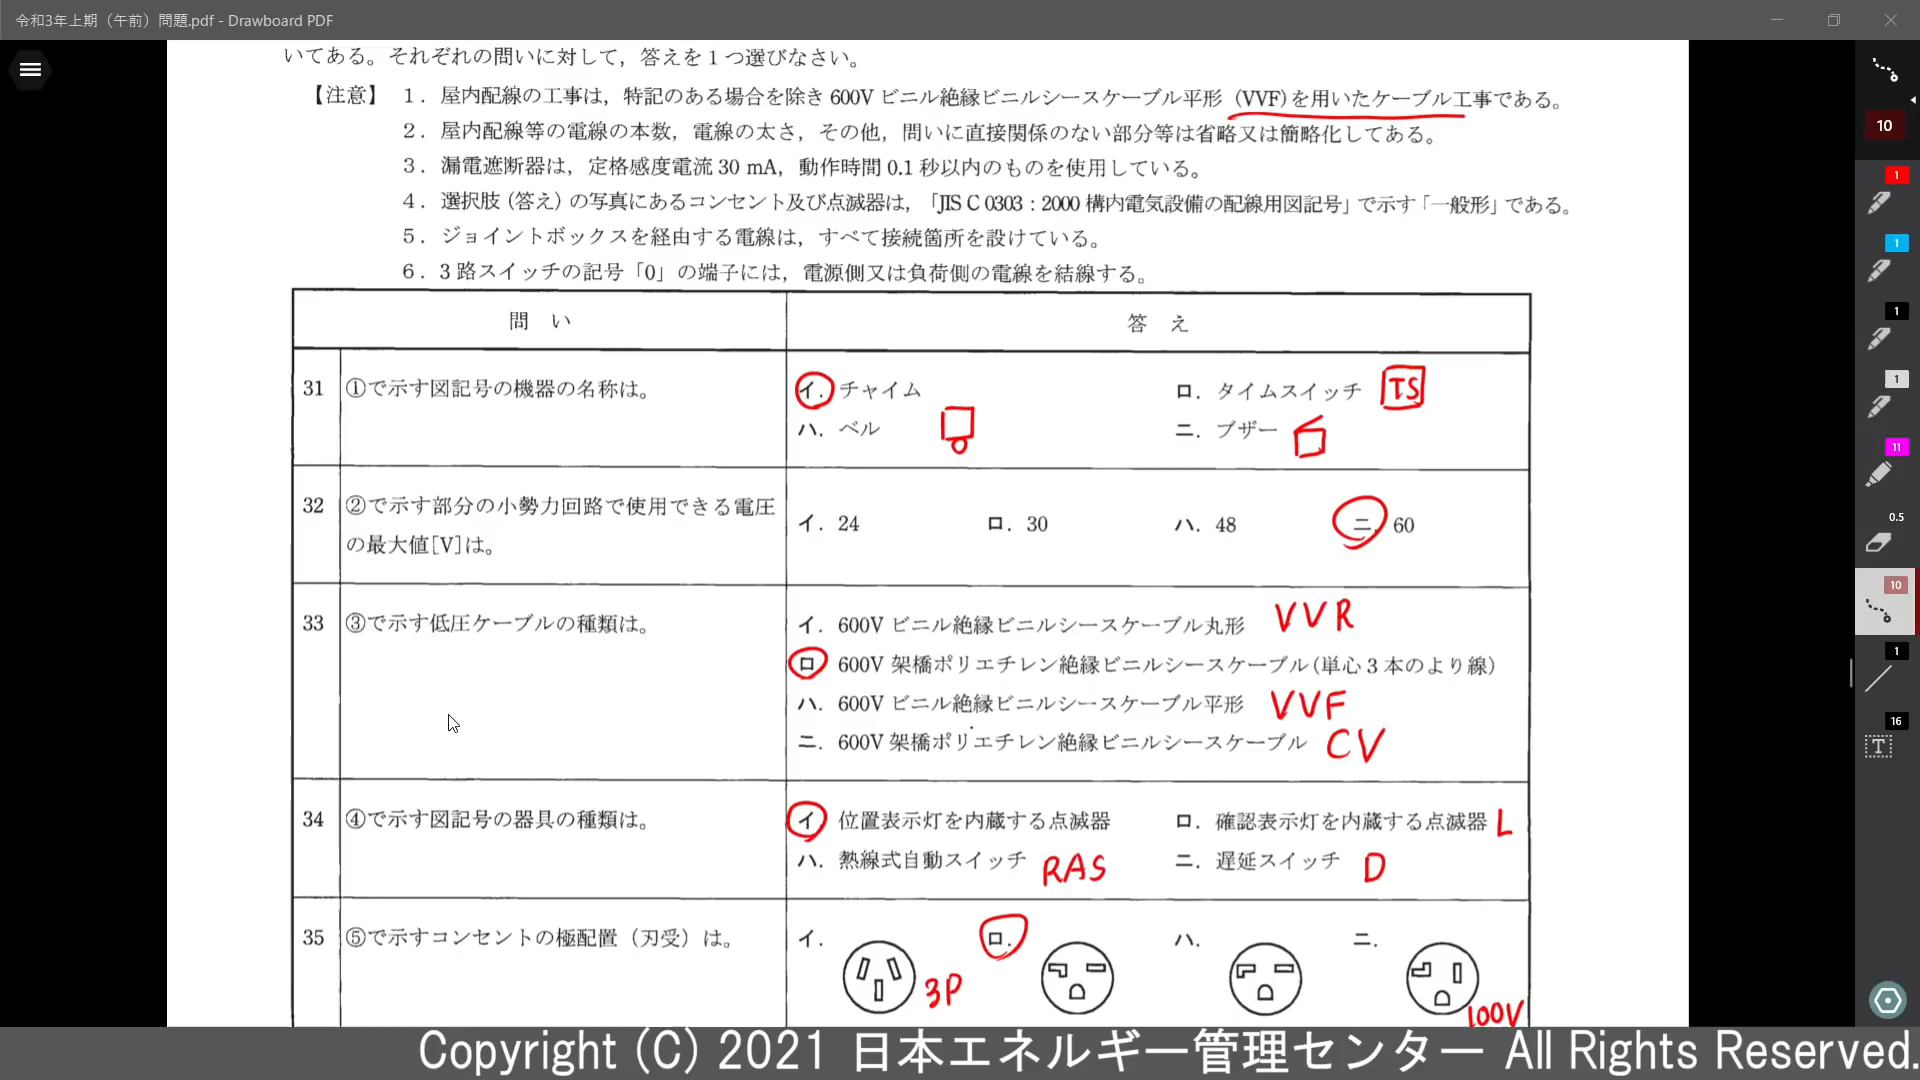 令和3年上期（午前）問題.pdf - Drawboard PDF
いてある。それぞれの問いに対して，答えを１つ選びなさい。
【注意】 １．屋内配線の工事は，特記のある場合を除き 600V ビニル絶縁ビニルシースケーブル平形 (VVF)を用いたケーブル工事である。
２．屋内配線等の電線の本数，電線の太さ，その他，問いに直接関係のない部分等は省略又は簡略化してある。
３．漏電遮断器は，定格感度電流 30 mA，動作時間 0.1 秒以内のものを使用している。
４．選択肢（答え）の写真にあるコンセント及び点滅器は，「JIS C 0303：2000 構内電気設備の配線用図記号」で示す「一般形」である。
５．ジョイントボックスを経由する電線は，すべて接続箇所を設けている。
６．3 路スイッチの記号「0」の端子には，電源側又は負荷側の電線を結線する。
問 い 答 え
31 ①で示す図記号の機器の名称は。 イ．チャイム ロ．タイムスイッチ TS
ハ．ベル ニ．ブザー
32 ②で示す部分の小勢力回路で使用できる電圧
の最大値[V]は。
イ．24 ロ．30 ハ．48 ニ．60
33 ③で示す低圧ケーブルの種類は。 イ．600V ビニル絶縁ビニルシースケーブル丸形 VVR
ロ 600V 架橋ポリエチレン絶縁ビニルシースケーブル(単心３本のより線)
ハ．600V ビニル絶縁ビニルシースケーブル平形 VVF
ニ．600V 架橋ポリエチレン絶縁ビニルシースケーブル CV
34 ④で示す図記号の器具の種類は。 イ 位置表示灯を内蔵する点滅器 ロ．確認表示灯を内蔵する点滅器 L
ハ．熱線式自動スイッチ RAS ニ．遅延スイッチ D
35 ⑤で示すコンセントの極配置（刃受）は。 イ． ロ． ハ． ニ．
3P 100V
10
1
1
1
1
11
0.5
10
1
16
T
Copyright (C) 2021 日本エネルギー管理センター All Rights Reserved.